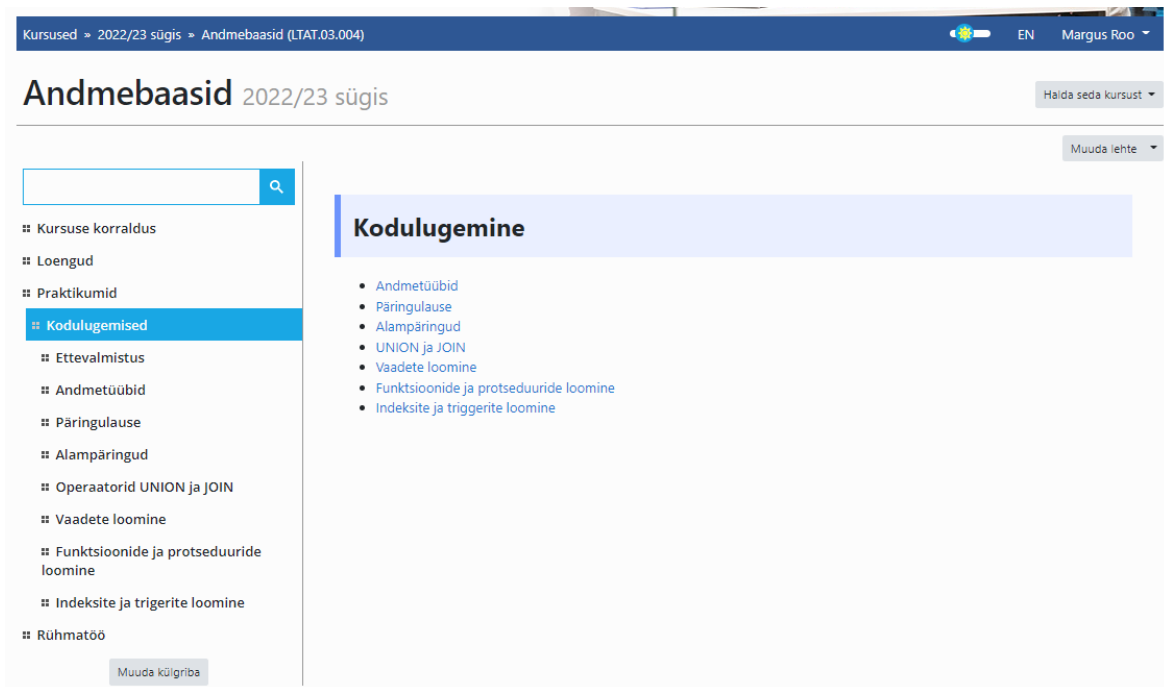 Kursused » 2022/23 sügis » Andmebaasid (LTAT.03.004)
EN
Margus Roo
Andmebaasid 2022/23 sügis
Halda seda kursust
Muuda lehte
Kursuse korraldus
Loengud
Praktikumid
Kodulugemised
Ettevalmistus
Andmetüübid
Päringulause
Alampäringud
Operaatorid UNION ja JOIN
Vaadete loomine
Funktsioonide ja protseduuride
loomine
Indeksite ja trigerite loomine
Rühmatöö
Muuda külgriba
Kodulugemine
Andmetüübid
Päringulause
Alampäringud
UNION ja JOIN
Vaadete loomine
Funktsioonide ja protseduuride loomine
Indeksite ja triggerite loomine